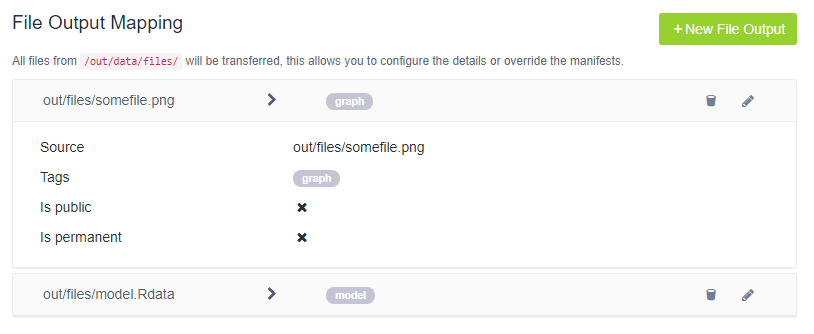 File Output Mapping
+New File Output
All files from /out/data/files/ will be transferred, this allows you to configure the details or override the manifests.
out/files/somefile.png graph
Source out/files/somefile.png
Tags graph
Is public
Is permanent
out/files/model.Rdata model